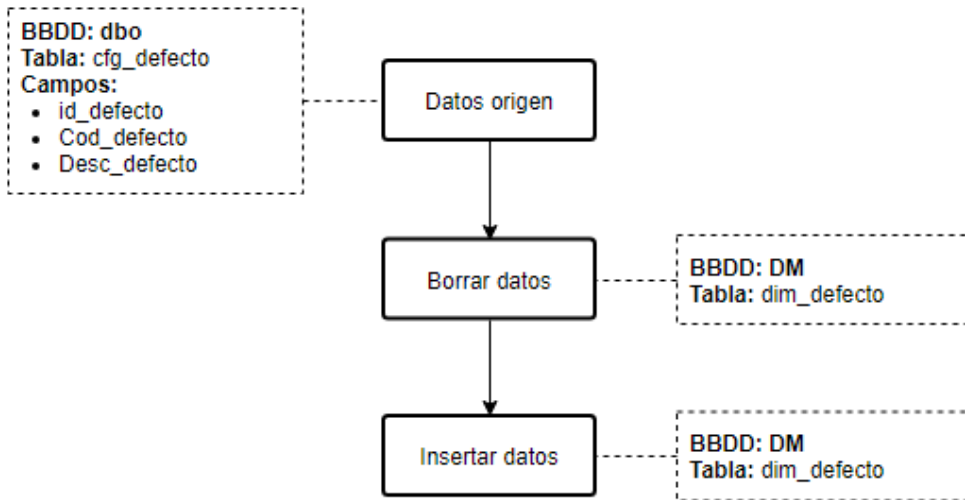 BBDD: dbo
Tabla: cfg_defecto
Campos:
• id_defecto
• Cod_defecto
• Desc_defecto
Datos origen
Borrar datos
BBDD: DM
Tabla: dim_defecto
Insertar datos
BBDD: DM
Tabla: dim_defecto